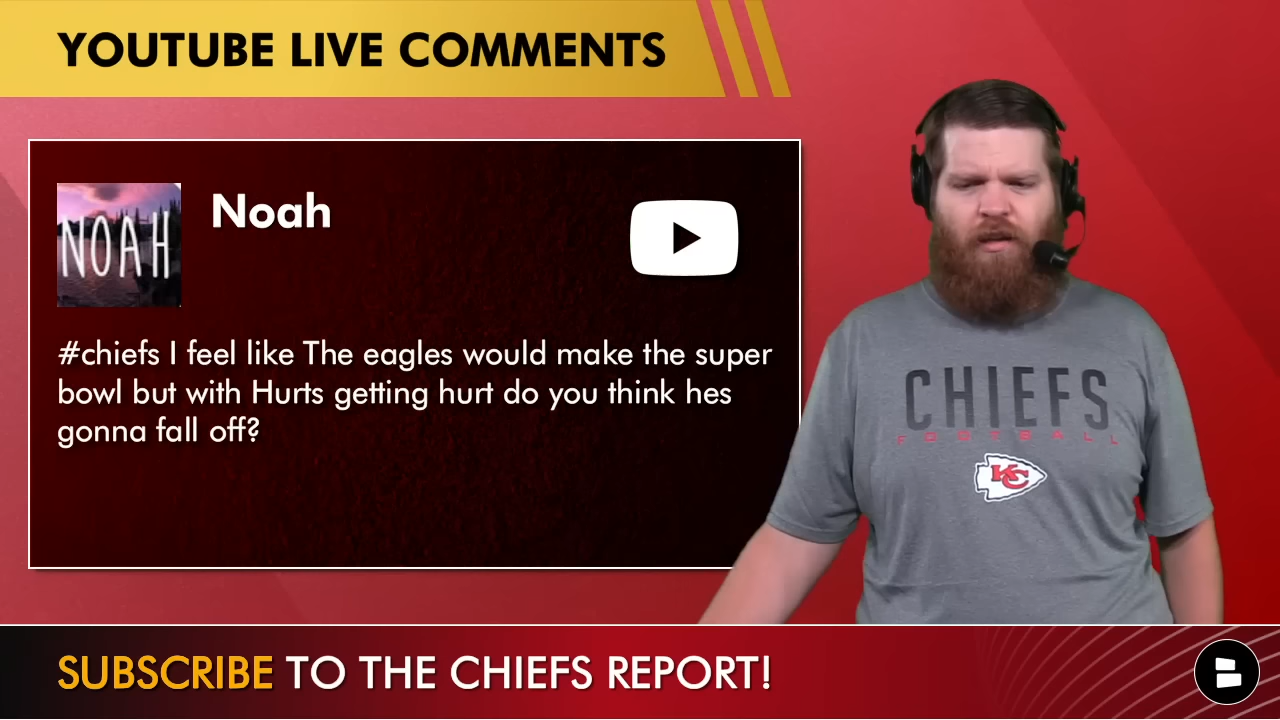 YOUTUBE LIVE COMMENTS
NOAH
Noah
#chiefs I feel like The eagles would make the super
bowl but with Hurts getting hurt do you think hes
gonna fall off?
CHIEFS
FOOTBALL
KC
SUBSCRIBE TO THE CHIEFS REPORT!